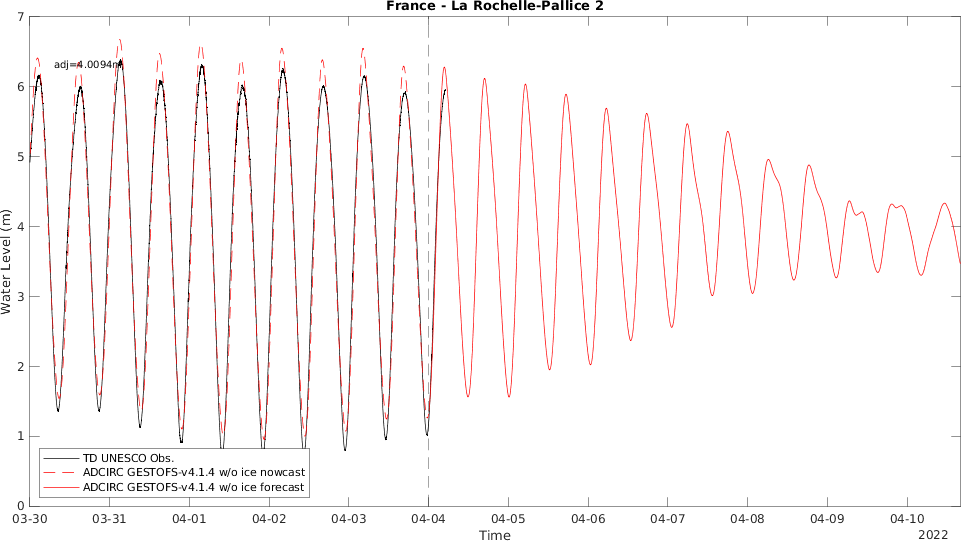 France - La Rochelle-Pallice 2
7
adj=4.0094m
6
5
4
3
2
1
0
Water Level (m)
TD UNESCO Obs.
ADCIRC GESTOFS-v4.1.4 w/o ice nowcast
ADCIRC GESTOFS-v4.1.4 w/o ice forecast
03-30 03-31 04-01 04-02 04-03 04-04 04-05 04-06 04-07 04-08 04-09 04-10
Time
2022